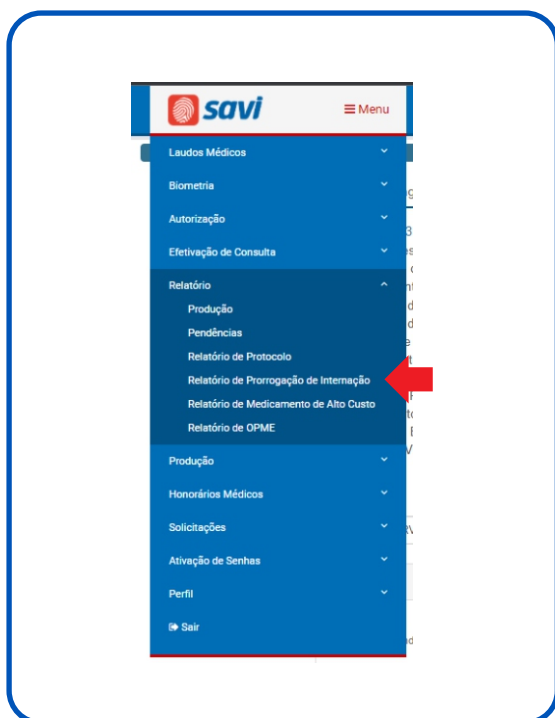 savi
Menu
Laudos Médicos
Biometria
Autorização
Efetivação de Consulta
Relatório
Produção
Pendências
Relatório de Protocolo
Relatório de Prorrogação de Internação
Relatório de Medicamento de Alto Custo
Relatório de OPME
Produção
Honorários Médicos
Solicitações
Ativação de Senhas
Perfil
Sair